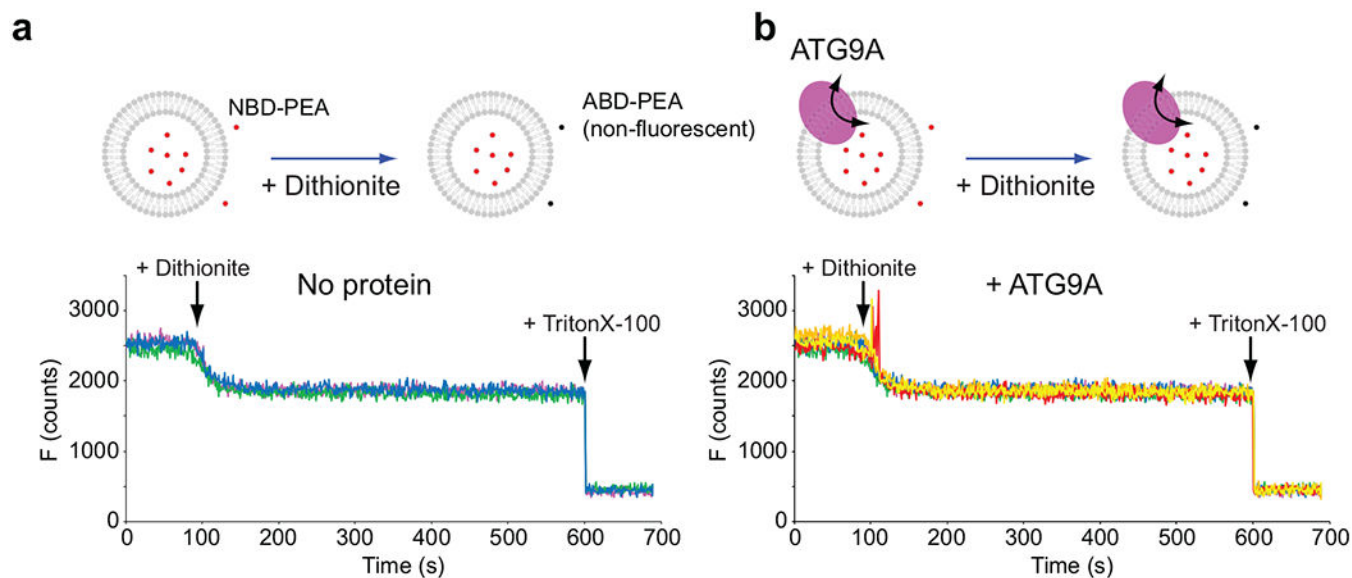 a
NBD-PEA
ABD-PEA
(non-fluorescent)
+ Dithionite
+ Dithionite
No protein
+ TritonX-100
F (counts)
3000
2000
1000
0
0 100 200 300 400 500 600 700
Time (s)
b
ATG9A
+ Dithionite
+ Dithionite
+ ATG9A
+ TritonX-100
F (counts)
3000
2000
1000
0
0 100 200 300 400 500 600 700
Time (s)